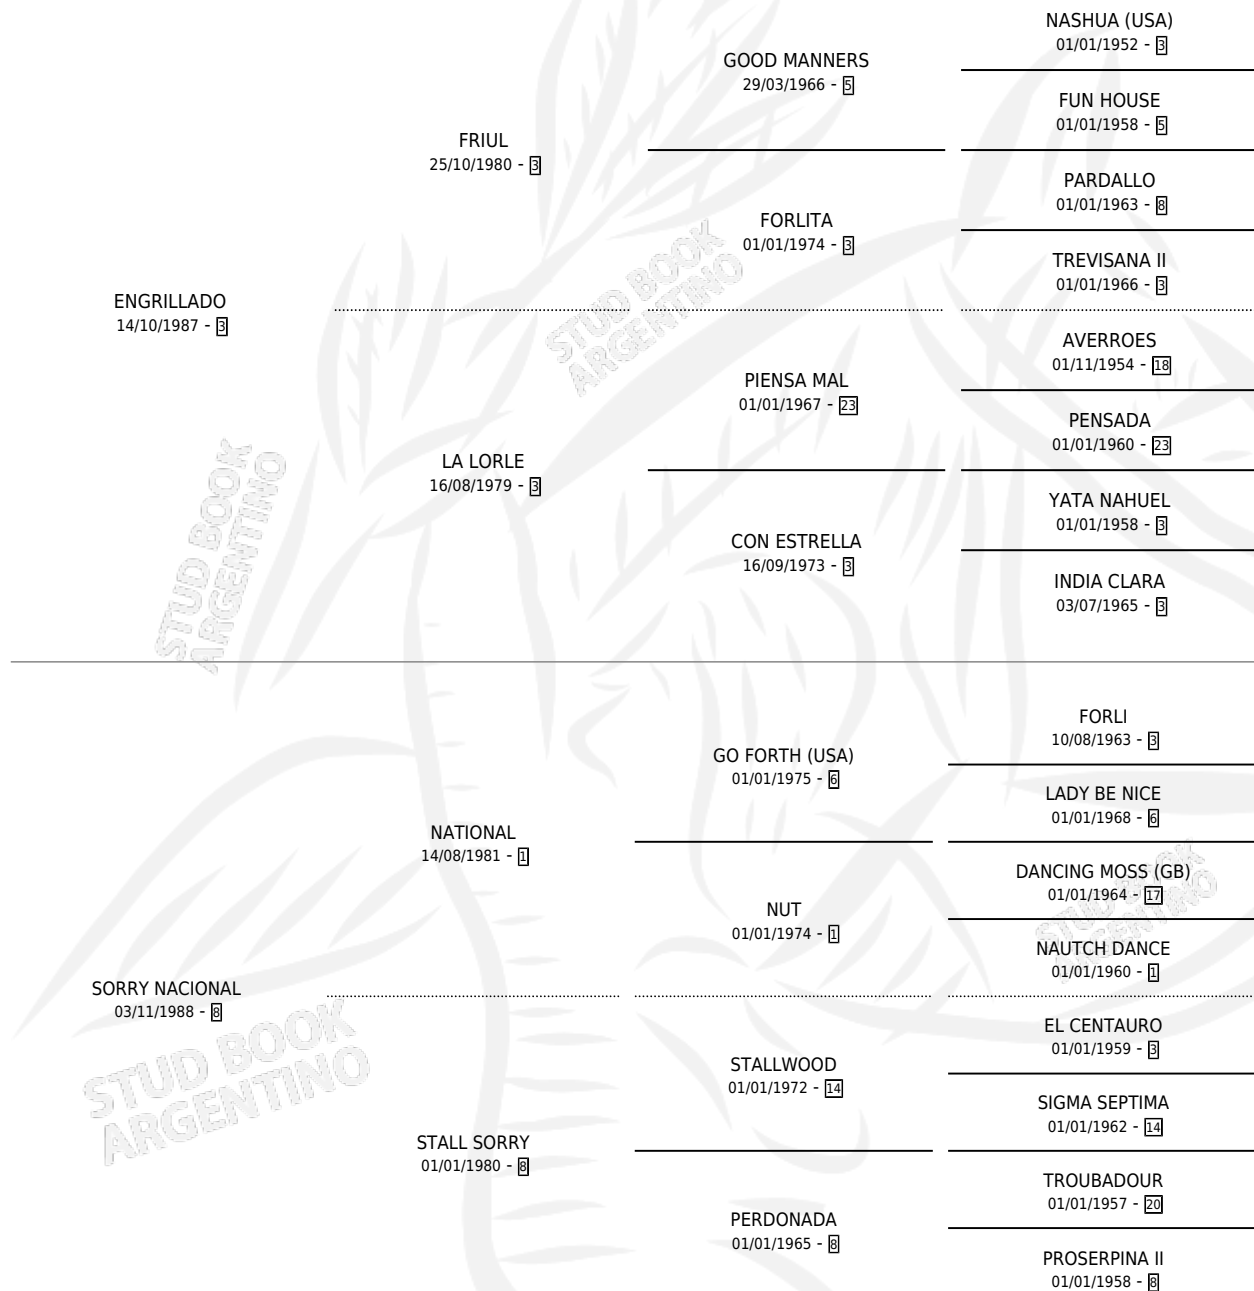 NASHUA (USA)
01/01/1952 - 3
GOOD MANNERS
29/03/1966 - 5
FUN HOUSE
01/01/1958 - 5
FRIUL
25/10/1980 - 3
PARDALLO
01/01/1963 - 8
FORLITA
01/01/1974 - 3
TREVISANA II
01/01/1966 - 3
ENGRILLADO
14/10/1987 - 3
AVERROES
01/11/1954 - 18
PIENSA MAL
01/01/1967 - 23
PENSADA
01/01/1960 - 23
LA LORLE
16/08/1979 - 3
YATA NAHUEL
01/01/1958 - 3
CON ESTRELLA
16/09/1973 - 3
INDIA CLARA
03/07/1965 - 3
FORLI
10/08/1963 - 3
GO FORTH (USA)
01/01/1975 - 6
LADY BE NICE
01/01/1968 - 6
NATIONAL
14/08/1981 - 1
DANCING MOSS (GB)
01/01/1964 - 17
NUT
01/01/1974 - 1
NAUTCH DANCE
01/01/1960 - 1
SORRY NACIONAL
03/11/1988 - 8
EL CENTAURO
01/01/1959 - 3
STALLWOOD
01/01/1972 - 14
SIGMA SEPTIMA
01/01/1962 - 14
STALL SORRY
01/01/1980 - 8
TROUBADOUR
01/01/1957 - 20
PERDONADA
01/01/1965 - 8
PROSERPINA II
01/01/1958 - 8
STUD BOOK
ARGENTINO
STUD BOOK
ARGENTINO
STUD BOOK
ARGENTINO
STUD BOOK
ARGENTINO